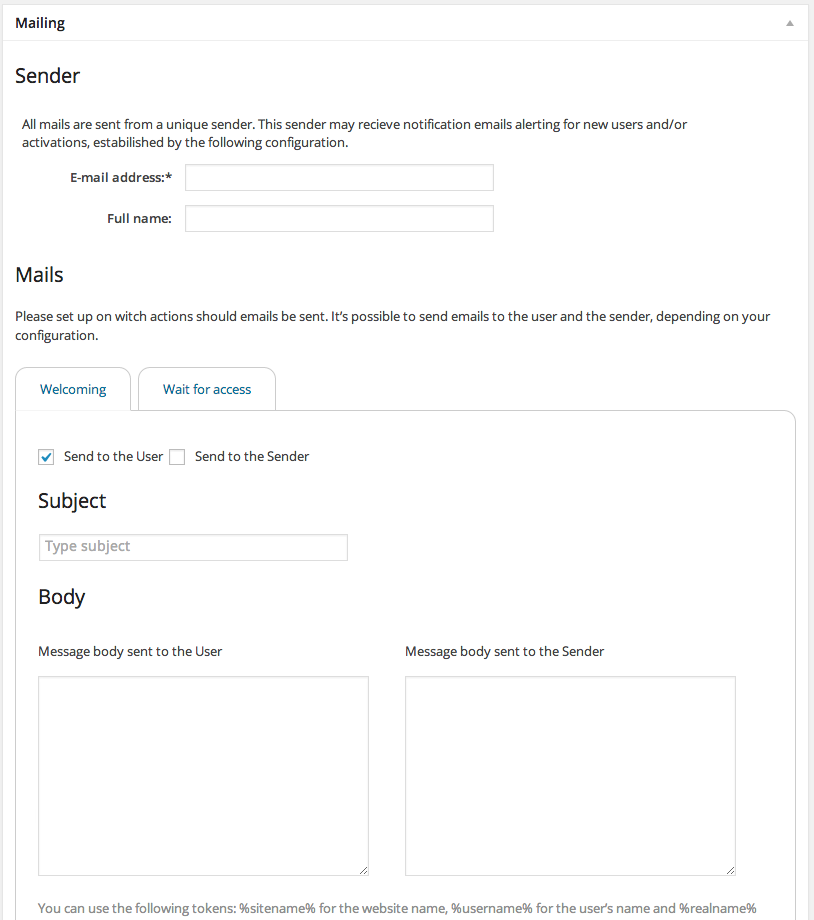 Mailing
Sender
All mails are sent from a unique sender. This sender may recieve notification emails alerting for new users and/or
activations, estabilished by the following configuration.
E-mail address:*
Full name:
Mails
Please set up on witch actions should emails be sent. It's possible to send emails to the user and the sender, depending on your
configuration.
Welcoming Wait for access
Send to the User Send to the Sender
Subject
Type subject
Body
Message body sent to the User Message body sent to the Sender
You can use the following tokens: %sitename% for the website name, %username% for the user's name and %realname%